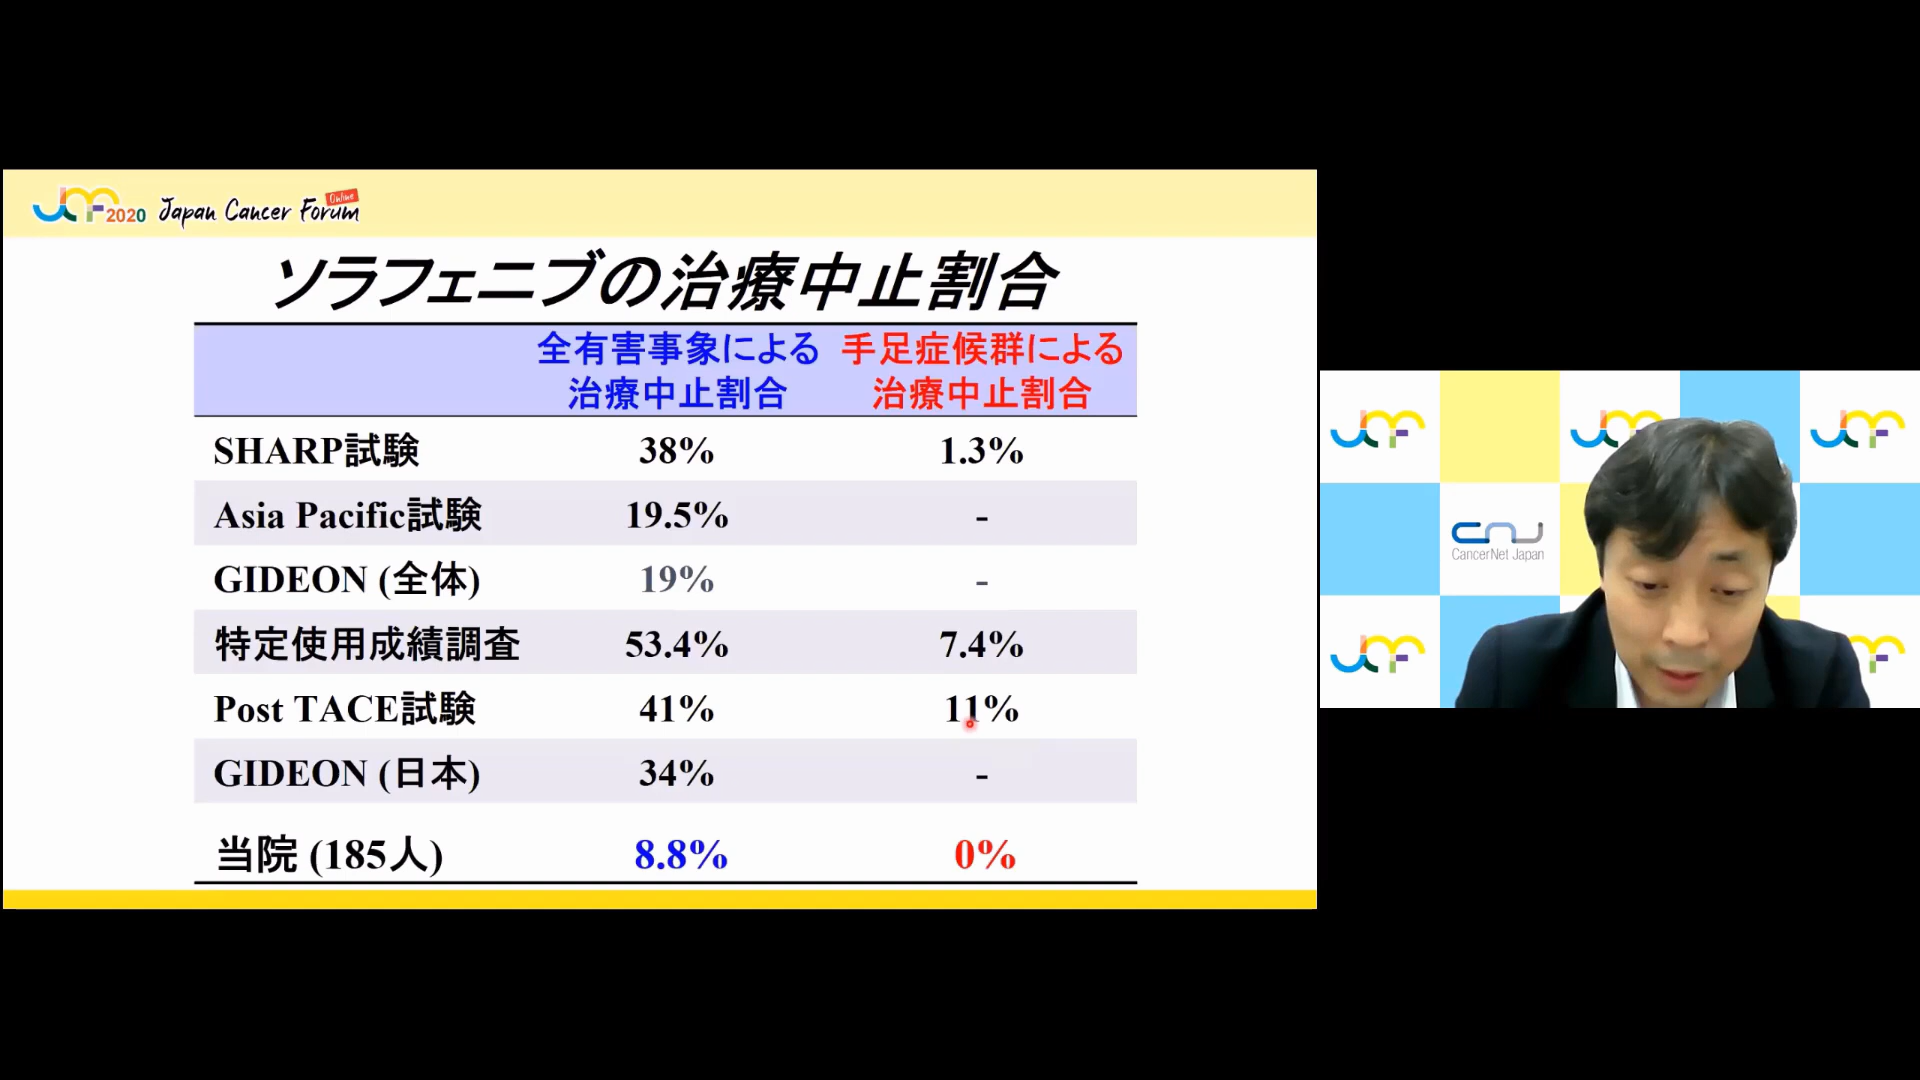 2020 Japan Cancer Forum Online
ソラフェニブの治療中止割合
全有害事象による 手足症候群による
治療中止割合 治療中止割合
SHARP試験 38% 1.3%
Asia Pacific試験 19.5% -
GIDEON (全体) 19% -
特定使用成績調査 53.4% 7.4%
Post TACE試験 41% 11%
GIDEON (日本) 34% -
当院 (185人) 8.8% 0%
CancerNet Japan